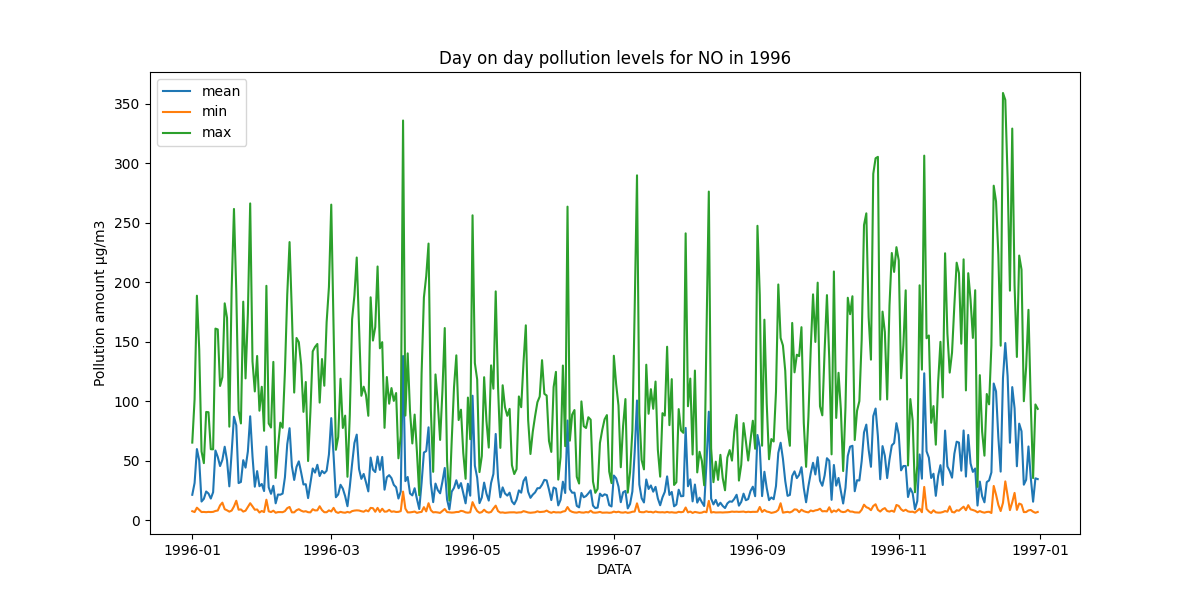 Day on day pollution levels for NO in 1996
mean
min
max
Pollution amount µg/m3
350
300
250
200
150
100
50
0
1996-01
1996-03
1996-05
1996-07
1996-09
1996-11
1997-01
DATA